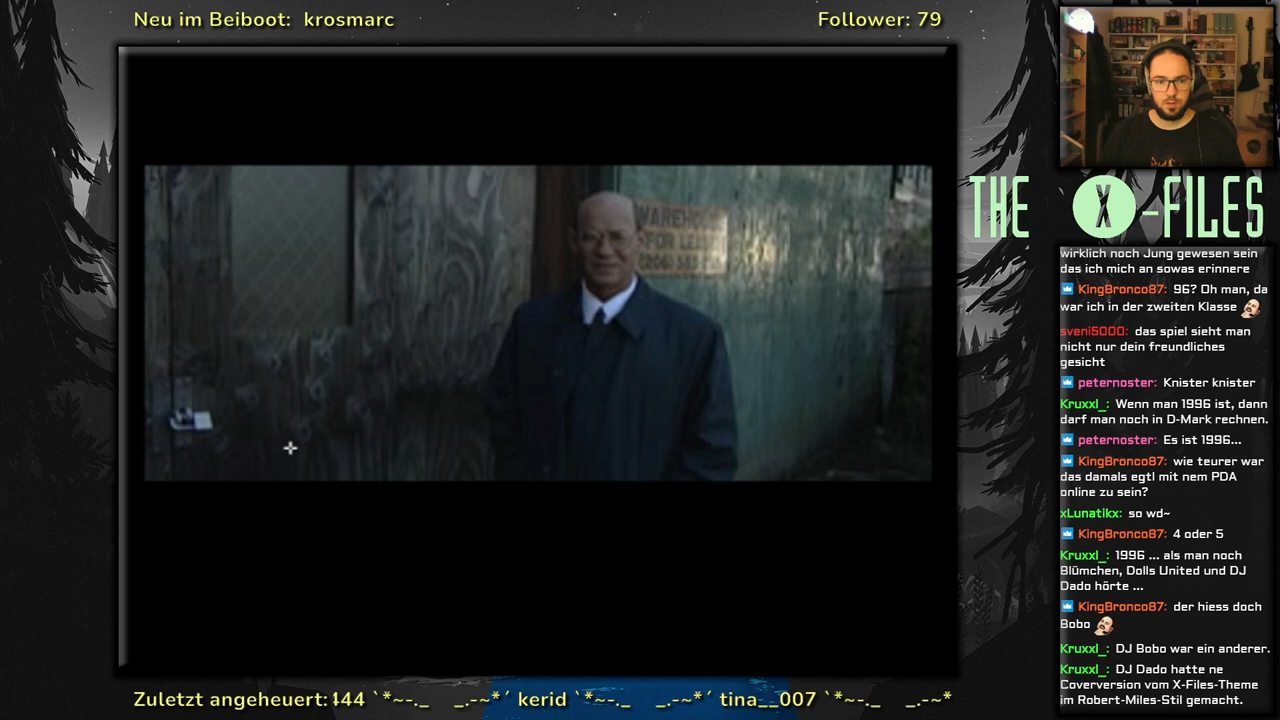 Neu im Beiboot: krosmarc
Follower: 79
WAREHO
FOR LE
(206) 55
THE X-FILES
wirklich noch Jung gewesen sein
das ich mich an sowas erinnere
KingBronco87: 96? Oh man, da
war ich in der zweiten Klasse
sveni5000: das spiel sieht man
nicht nur dein freundliches
gesicht
peternoster: Knister knister
Kruxxl_: Wenn man 1996 ist, dann
darf man noch in D-Mark rechnen.
peternoster: Es ist 1996...
KingBronco87: wie teurer war
das damals egtl mit nem PDA
online zu sein?
xLunatikx: so wd~
KingBronco87: 4 oder 5
Kruxxl_: 1996 ... als man noch
Blümchen, Dolls United und DJ
Dado hörte ...
KingBronco87: der hiess doch
Bobo
Kruxxl_: DJ Bobo war ein anderer.
Kruxxl_: DJ Dado hatte ne
Coverversion vom X-Files-Theme
im Robert-Miles-Stil gemacht.
Zuletzt angeheuert: 144 `*~-._ _.-~*´ kerid `*~-._ _.-~*´ tina__007 `*~-._ _.-~*